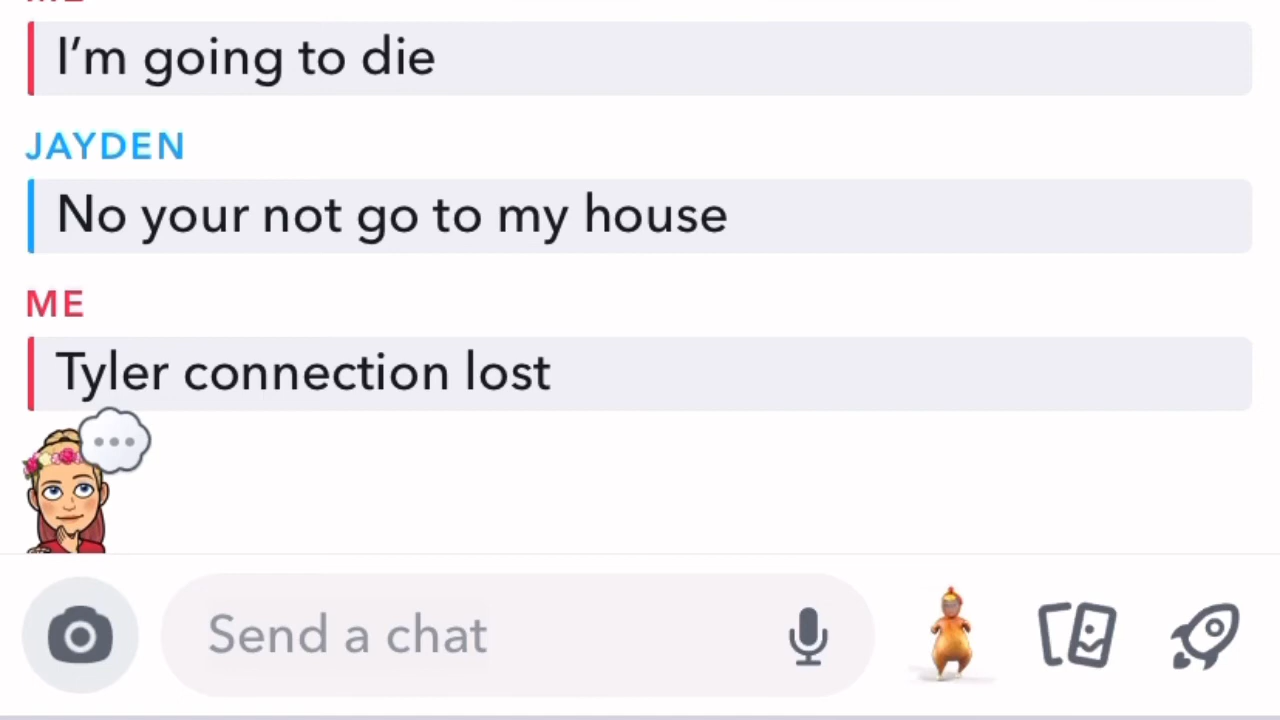 I'm going to die
JAYDEN
No your not go to my house
ME
Tyler connection lost
Send a chat